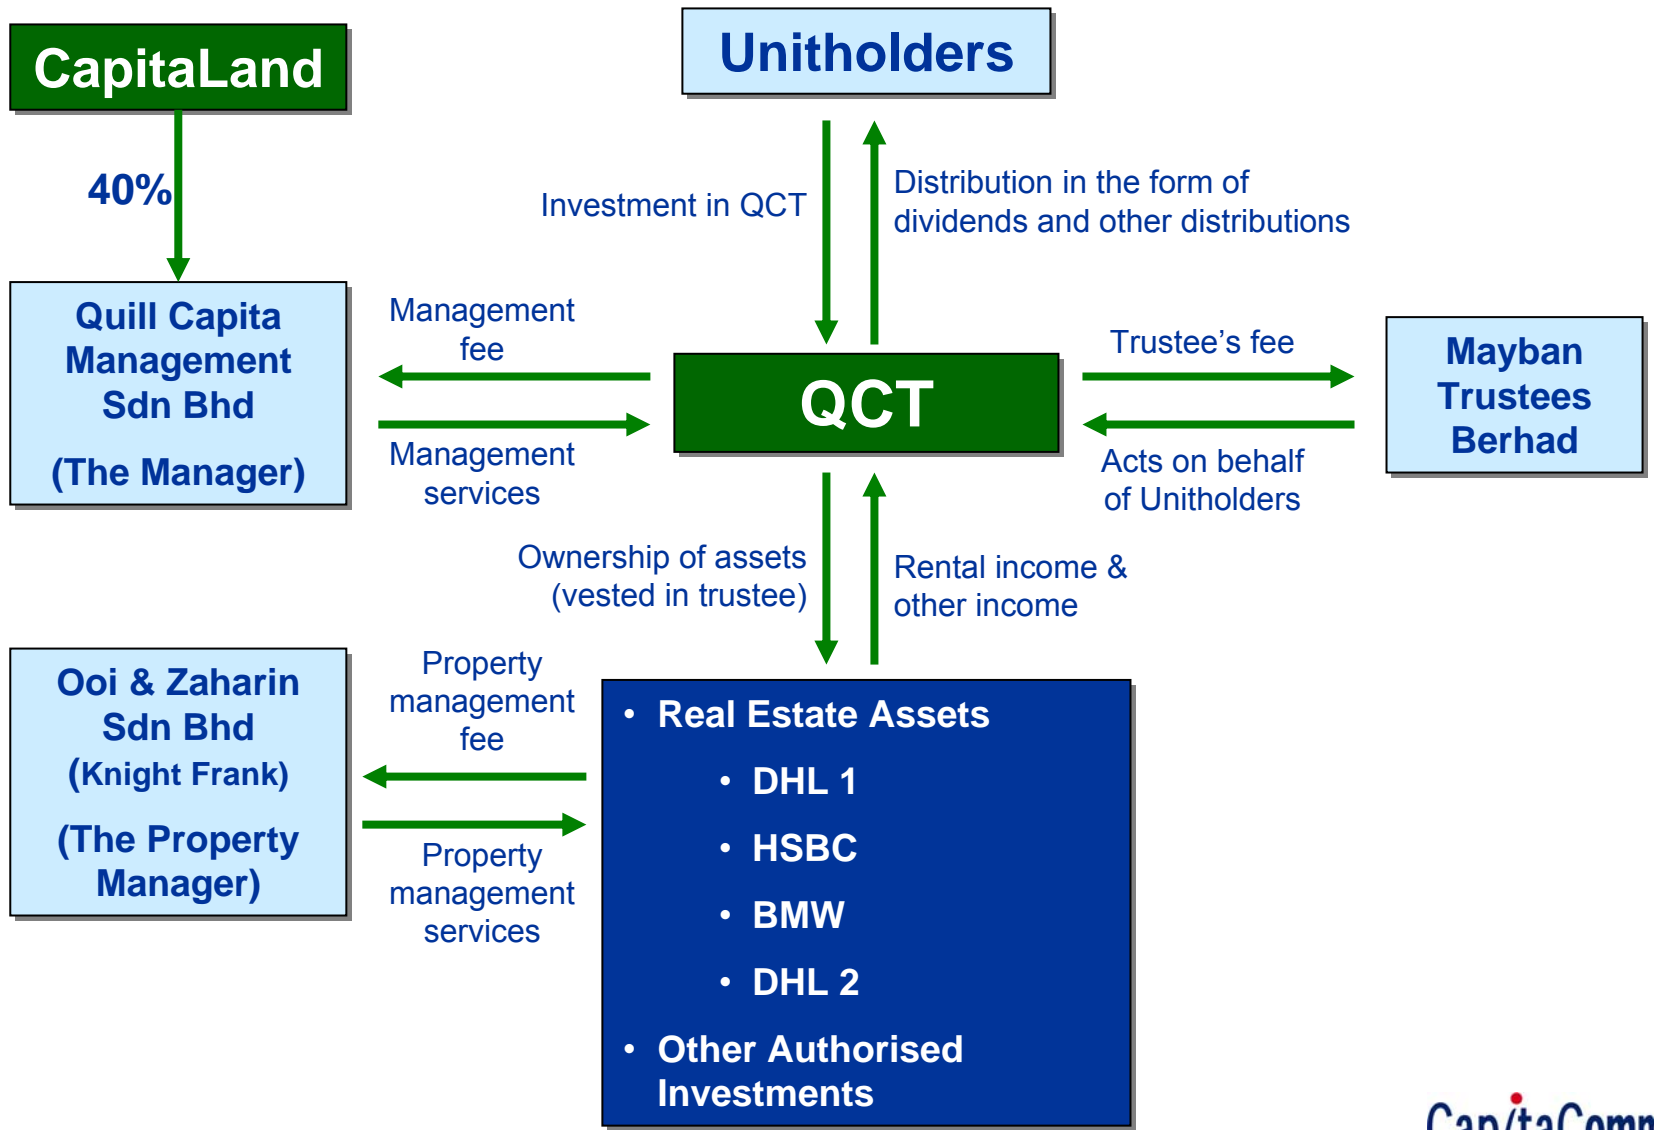 CapitaLand
Unitholders
40%
Investment in QCT
Distribution in the form of
dividends and other distributions
Quill Capita
Management
Sdn Bhd
(The Manager)
Management
fee
Management
services
QCT
Trustee’s fee
Acts on behalf
of Unitholders
Mayban
Trustees
Berhad
Ownership of assets
(vested in trustee)
Rental income &
other income
Ooi & Zaharin
Sdn Bhd
(Knight Frank)
(The Property
Manager)
Property
management
fee
Property
management
services
• Real Estate Assets
• DHL 1
• HSBC
• BMW
• DHL 2
• Other Authorised
Investments